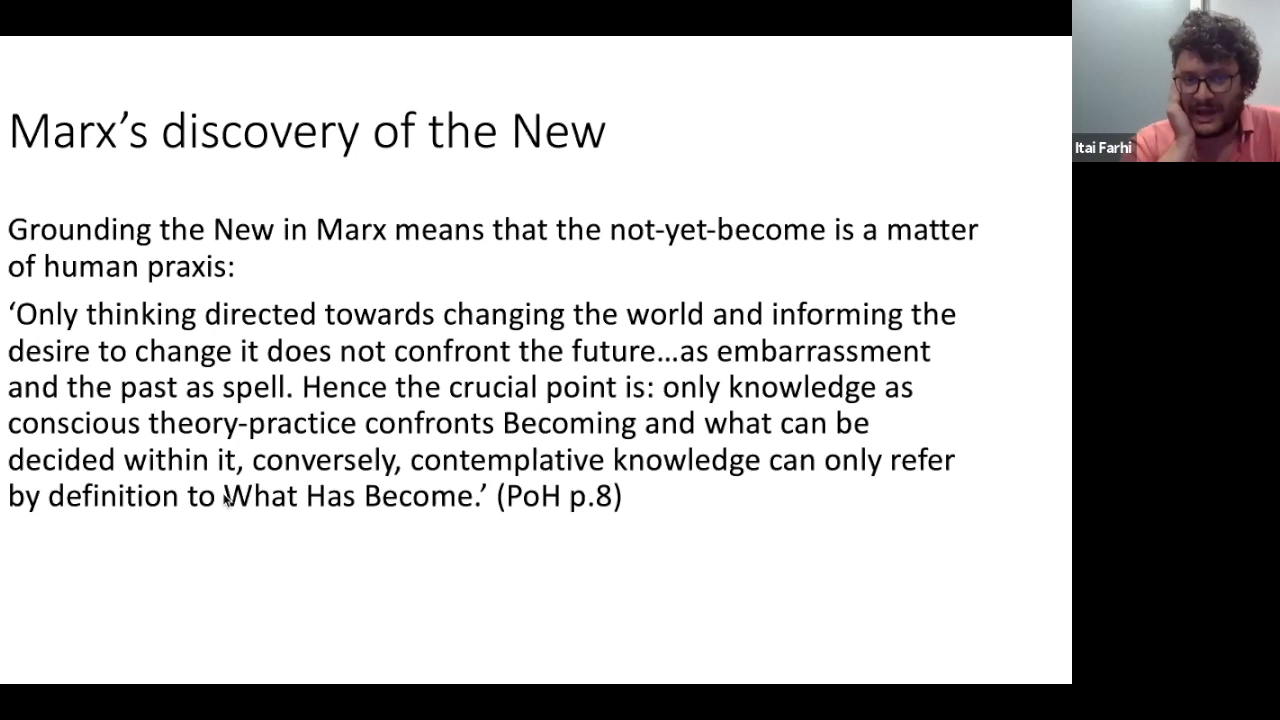 Marx’s discovery of the New
Grounding the New in Marx means that the not-yet-become is a matter
of human praxis:
‘Only thinking directed towards changing the world and informing the
desire to change it does not confront the future…as embarrassment
and the past as spell. Hence the crucial point is: only knowledge as
conscious theory-practice confronts Becoming and what can be
decided within it, conversely, contemplative knowledge can only refer
by definition to What Has Become.’ (PoH p.8)
Itai Farhi